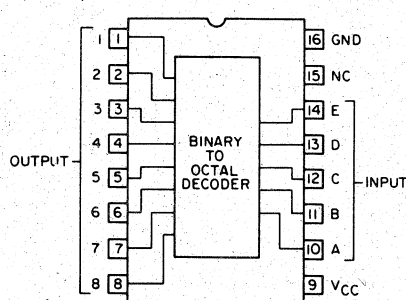 1 1
2 2
3 3
4 4
5 5
6 6
7 7
8 8
OUTPUT
BINARY
TO
OCTAL
DECODER
16 GND
15 NC
14 E
13 D
12 C
11 B
10 A
9 VCC
INPUT